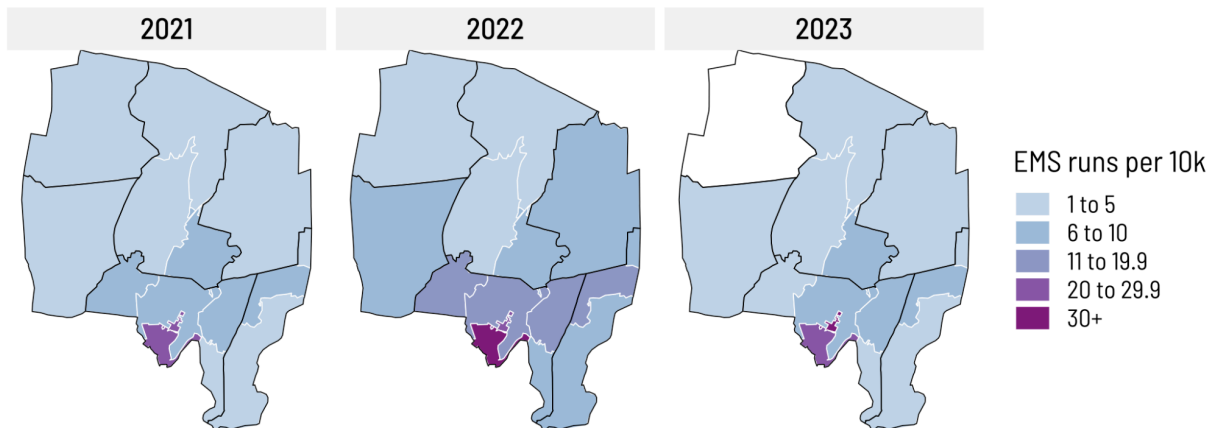 2021
2022
2023
EMS runs per 10k
1 to 5
6 to 10
11 to 19.9
20 to 29.9
30+